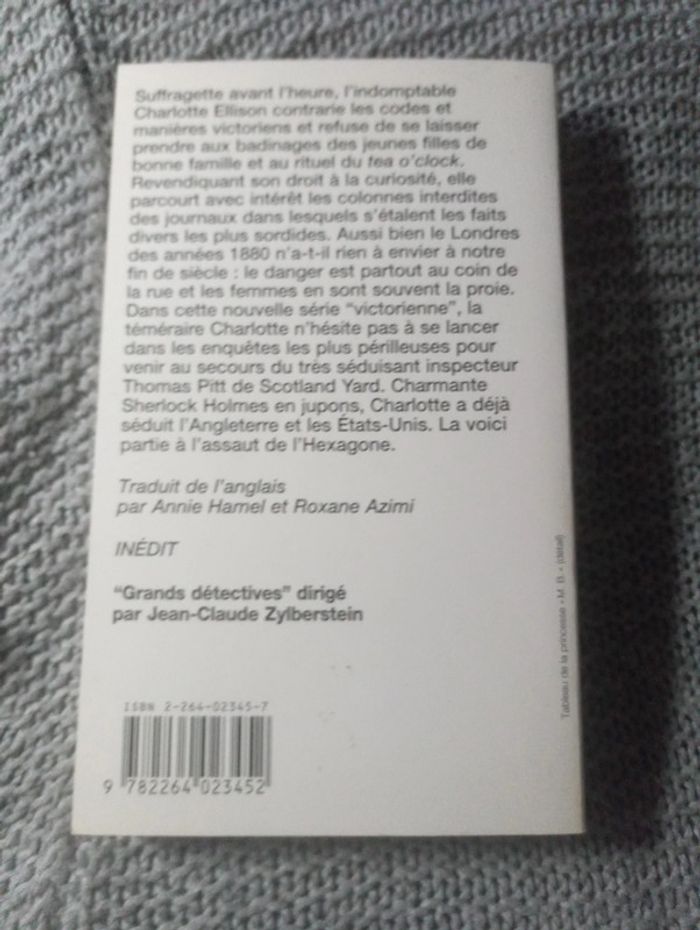 Suffragette avant l'heure, l'indomptable
Charlotte Ellison contrarie les codes et
manières victoriens et refuse de se laisser
prendre aux badinages des jeunes filles de
bonne famille et au rituel du tea o'clock.
Revendiquant son droit à la curiosité, elle
parcourt avec intérêt les colonnes interdites
des journaux dans lesquels s'étalent les faits
divers les plus sordides. Aussi bien le Londres
des années 1880 n'a-t-il rien à envier à notre
fin de siècle : le danger est partout au coin de
la rue et les femmes en sont souvent la proie.
Dans cette nouvelle série "victorienne", la
téméraire Charlotte n'hésite pas à se lancer
dans les enquêtes les plus périlleuses pour
venir au secours du très séduisant inspecteur
Thomas Pitt de Scotland Yard. Charmante
Sherlock Holmes en jupons, Charlotte a déjà
séduit l'Angleterre et les États-Unis. La voici
partie à l'assaut de l'Hexagone.
Traduit de l'anglais
par Annie Hamel et Roxane Azimi
INÉDIT
"Grands détectives" dirigé
par Jean-Claude Zylberstein
ISBN 2-264-02345-7
9 782264 023452
Tableau de la princesse « M. B. » (détail)